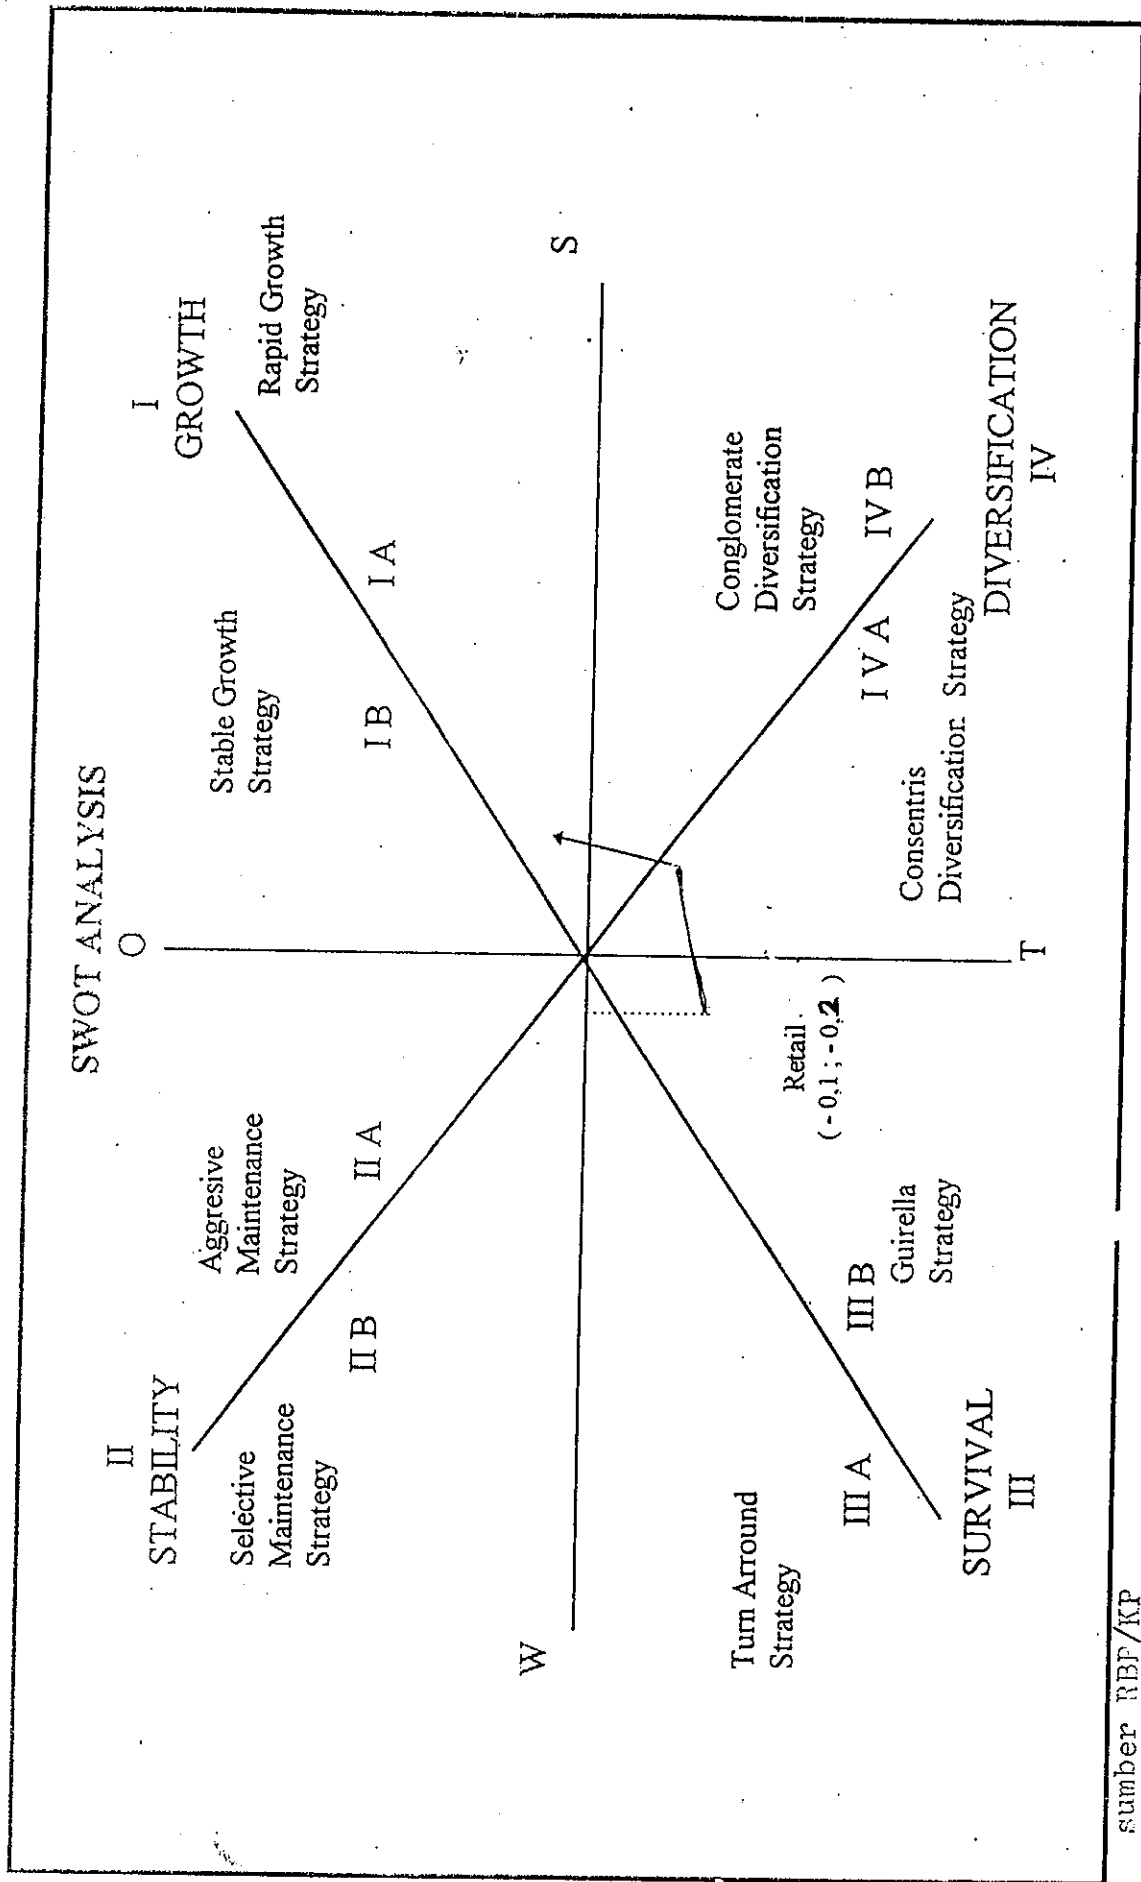 SWOT ANALYSIS
O
II
STABILITY
I
GROWTH
Selective
Maintenance
Strategy
Aggresive
Maintenance
Strategy
Stable Growth
Strategy
Rapid Growth
Strategy
II B
II A
I B
I A
W
S
Turn Arround
Strategy
Retail
( - 0,1 ; - 0,2 )
Conglomerate
Diversification
Strategy
III A
III B
IV A
IV B
Guirella
Strategy
Consentris
Diversification Strategy
SURVIVAL
III
T
DIVERSIFICATION
IV
sumber RBP/KP